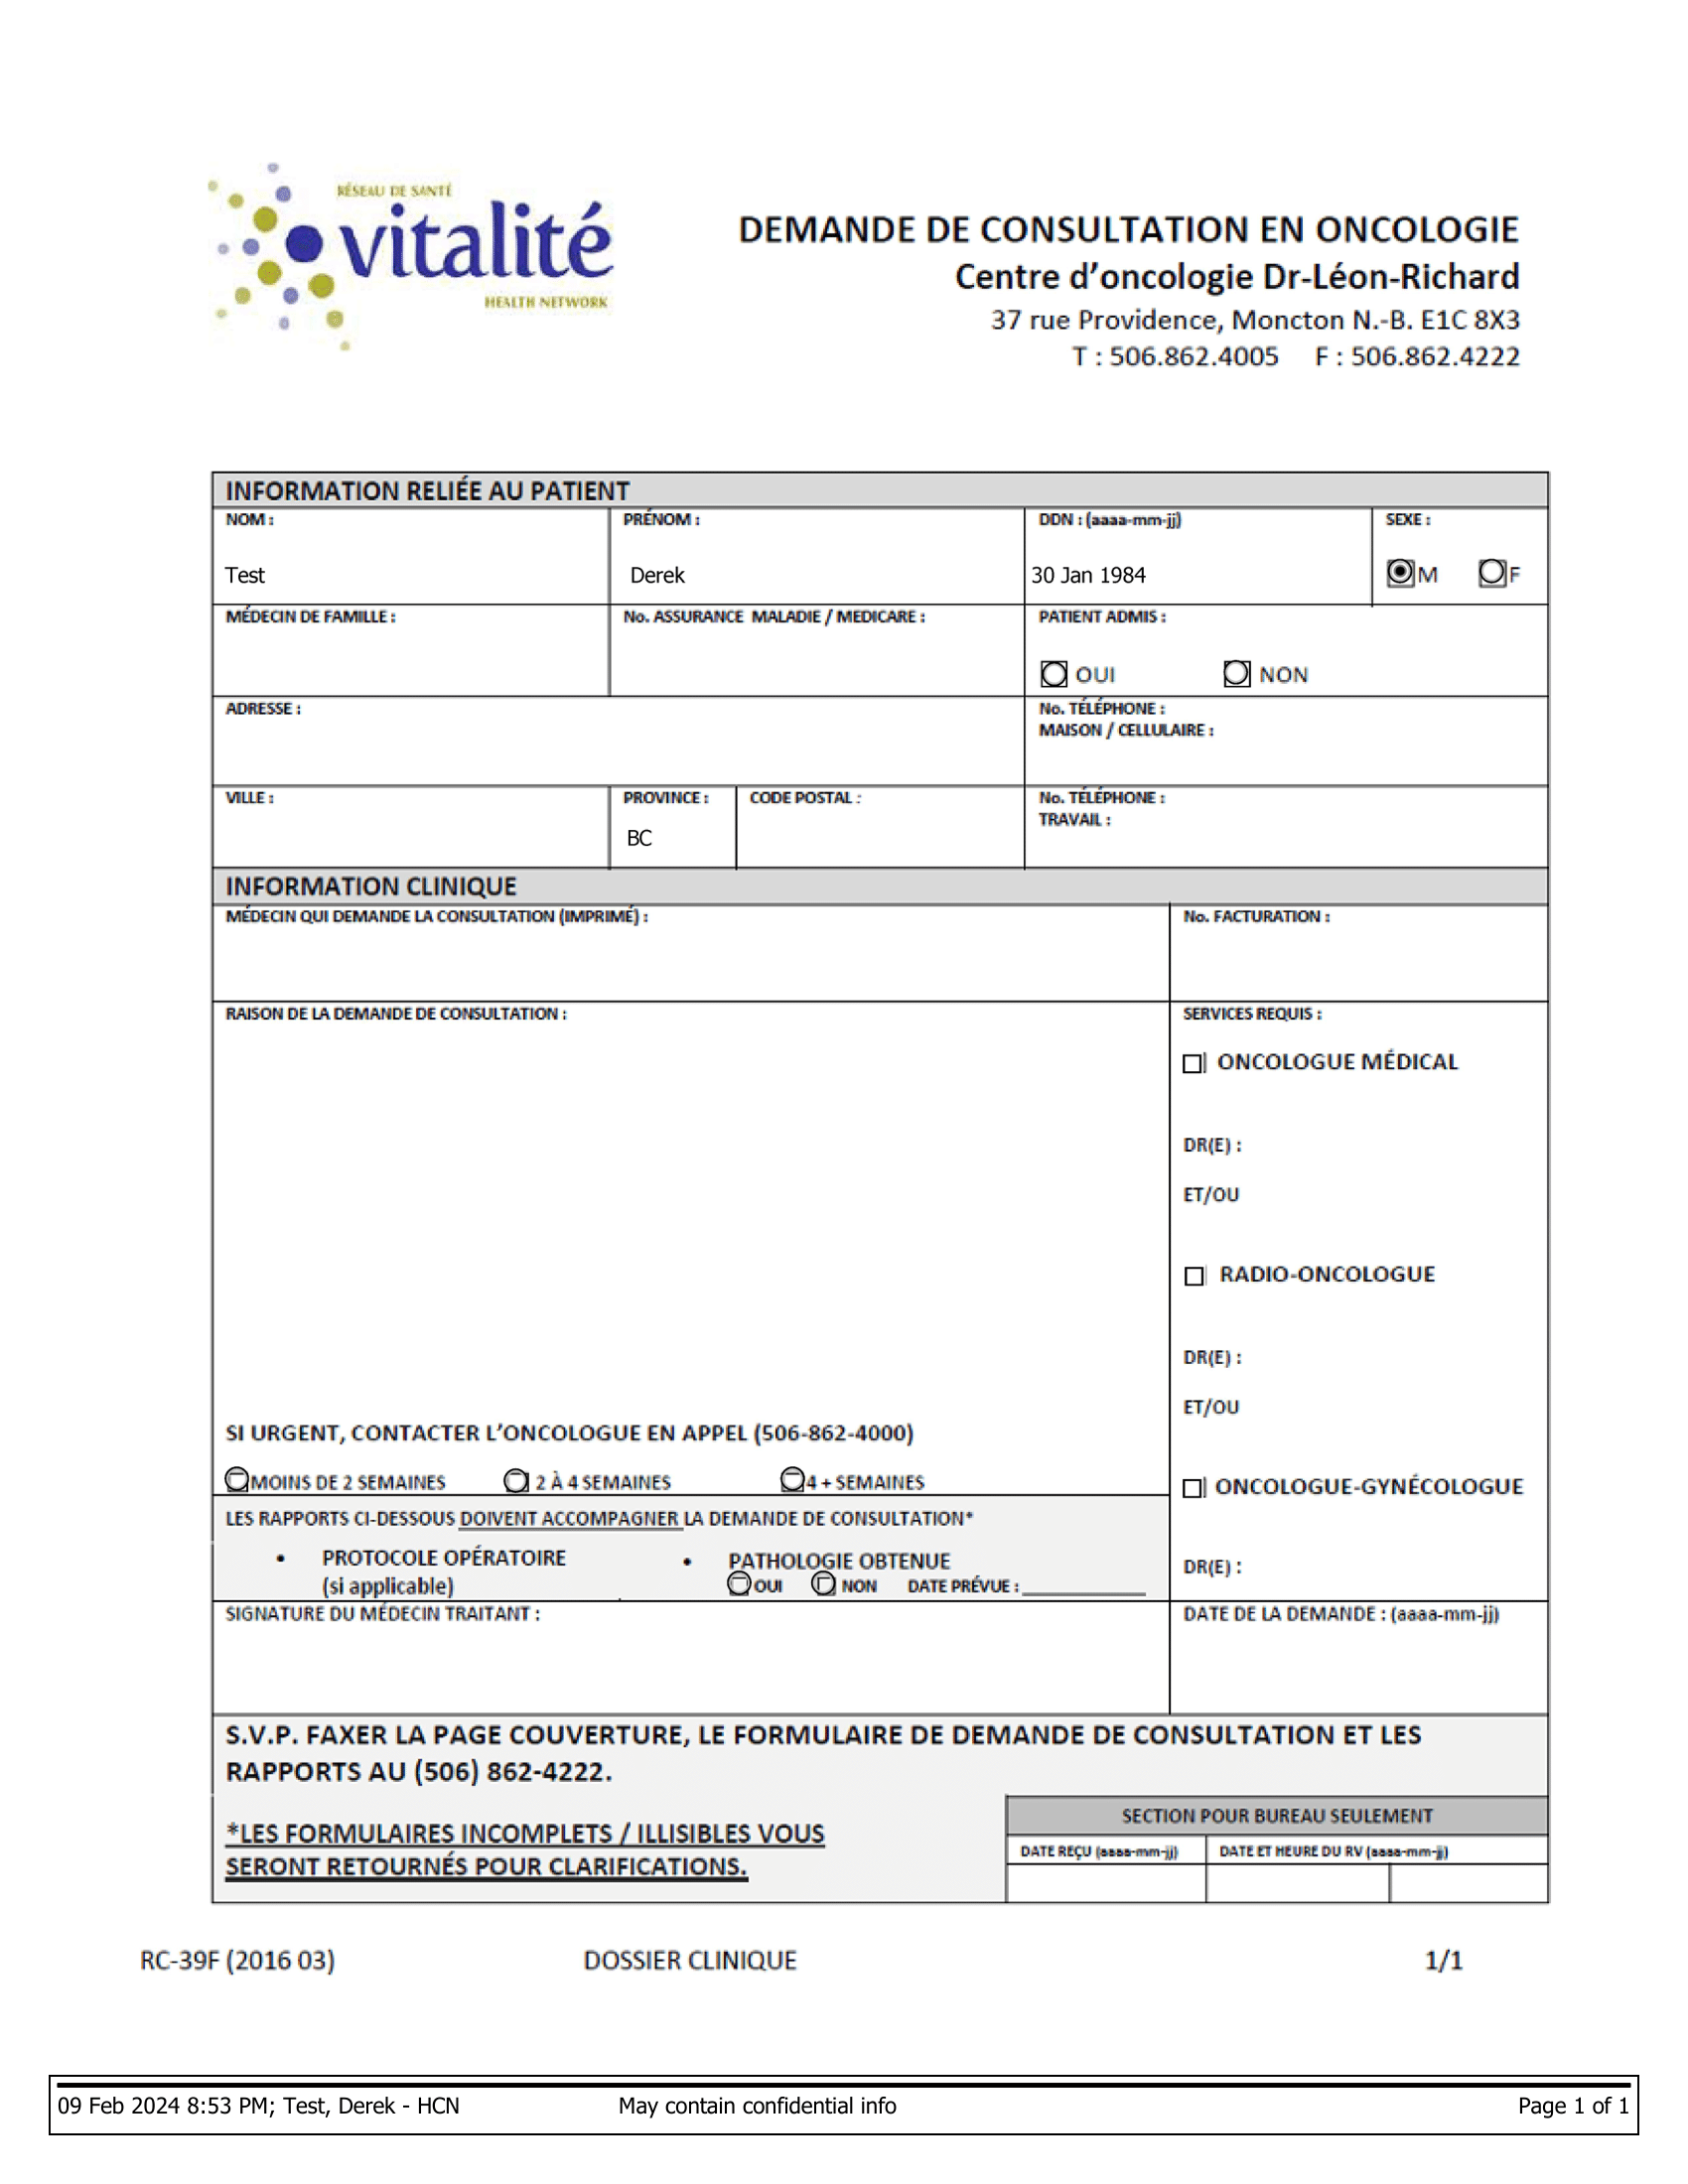 RÉSEAU DE SANTÉ
vitalité
HEALTH NETWORK
DEMANDE DE CONSULTATION EN ONCOLOGIE
Centre d'oncologie Dr-Léon-Richard
37 rue Providence, Moncton N.-B. E1C 8X3
T : 506.862.4005 F : 506.862.4222
INFORMATION RELIÉE AU PATIENT
NOM : PRÉNOM : DDN : (aaaa-mm-jj) SEXE :
Test Derek 30 Jan 1984 M F
MÉDECIN DE FAMILLE : No. ASSURANCE MALADIE / MEDICARE : PATIENT ADMIS :
OUI NON
ADRESSE : No. TÉLÉPHONE :
MAISON / CELLULAIRE :
VILLE : PROVINCE : CODE POSTAL : No. TÉLÉPHONE :
TRAVAIL :
BC
INFORMATION CLINIQUE
MÉDECIN QUI DEMANDE LA CONSULTATION (IMPRIMÉ) : No. FACTURATION :
RAISON DE LA DEMANDE DE CONSULTATION : SERVICES REQUIS :
ONCOLOGUE MÉDICAL
DR(E) :
ET/OU
RADIO-ONCOLOGUE
DR(E) :
ET/OU
SI URGENT, CONTACTER L'ONCOLOGUE EN APPEL (506-862-4000)
MOINS DE 2 SEMAINES 2 À 4 SEMAINES 4 + SEMAINES
ONCOLOGUE-GYNÉCOLOGUE
LES RAPPORTS CI-DESSOUS DOIVENT ACCOMPAGNER LA DEMANDE DE CONSULTATION*
• PROTOCOLE OPÉRATOIRE • PATHOLOGIE OBTENUE
DR(E) :
(si applicable) OUI NON DATE PRÉVUE : ____________
SIGNATURE DU MÉDECIN TRAITANT : DATE DE LA DEMANDE : (aaaa-mm-jj)
S.V.P. FAXER LA PAGE COUVERTURE, LE FORMULAIRE DE DEMANDE DE CONSULTATION ET LES
RAPPORTS AU (506) 862-4222.
SECTION POUR BUREAU SEULEMENT
*LES FORMULAIRES INCOMPLETS / ILLISIBLES VOUS
DATE REÇU (aaaa-mm-jj) DATE ET HEURE DU RV (aaaa-mm-jj)
SERONT RETOURNÉS POUR CLARIFICATIONS.
RC-39F (2016 03) DOSSIER CLINIQUE 1/1
09 Feb 2024 8:53 PM; Test, Derek - HCN May contain confidential info Page 1 of 1